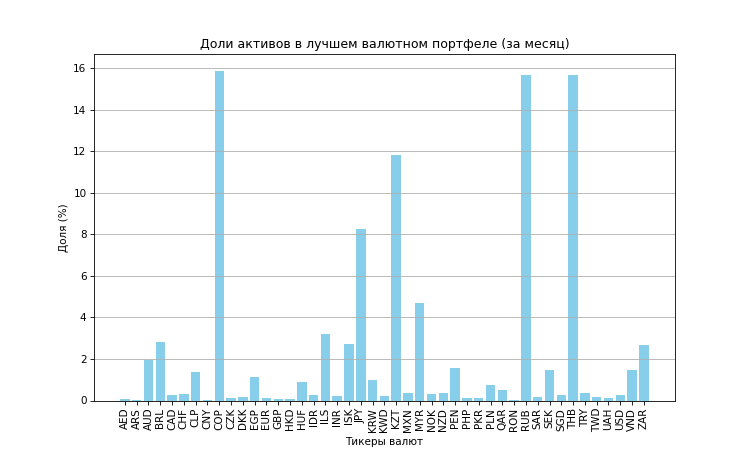 Доли активов в лучшем валютном портфеле (за месяц)
Доля (%)
16
14
12
10
8
6
4
2
0
AED ARS AUD BRL CAD CHF CLP CNY COP CZK DKK EGP EUR GBP HKD HUF IDR ILS INR ISK JPY KRW KWD KZT MXN MYR NOK NZD PEN PHP PKR PLN QAR RON RUB SAR SEK SGD THB TRY TWD UAH USD VND ZAR
Тикеры валют